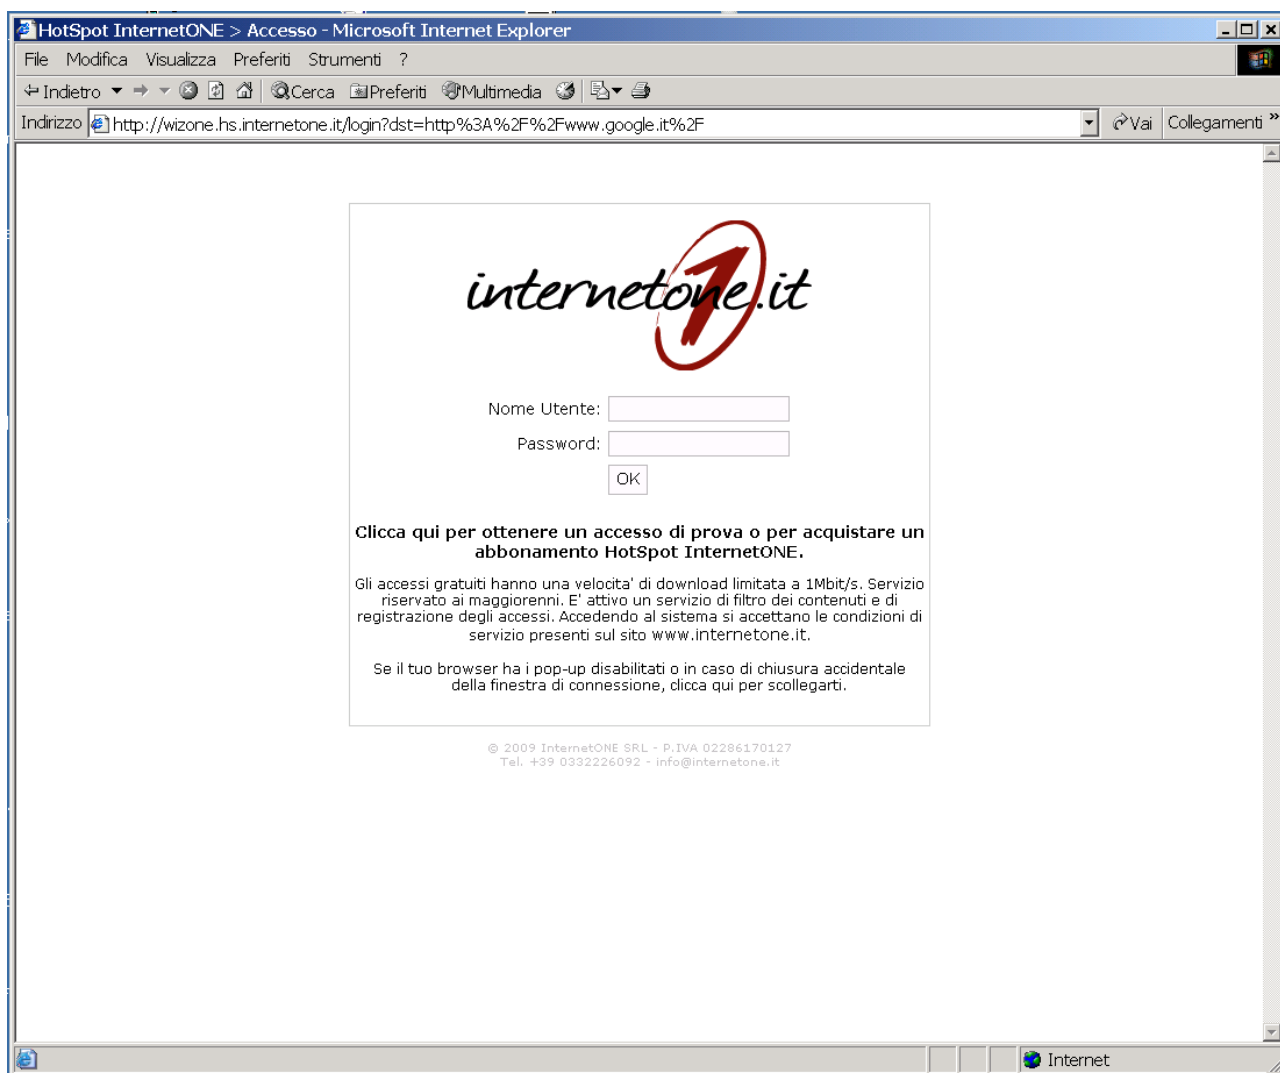 HotSpot InternetONE > Accesso - Microsoft Internet Explorer
File Modifica Visualizza Preferiti Strumenti ?
Indietro Cerca Preferiti Multimedia
Indirizzo http://wizone.hs.internetone.it/login?dst=http%3A%2F%2Fwww.google.it%2F Vai Collegamenti »
internetone.it
1
Nome Utente:
Password:
OK
Clicca qui per ottenere un accesso di prova o per acquistare un
abbonamento HotSpot InternetONE.
Gli accessi gratuiti hanno una velocita' di download limitata a 1Mbit/s. Servizio
riservato ai maggiorenni. E' attivo un servizio di filtro dei contenuti e di
registrazione degli accessi. Accedendo al sistema si accettano le condizioni di
servizio presenti sul sito www.internetone.it.
Se il tuo browser ha i pop-up disabilitati o in caso di chiusura accidentale
della finestra di connessione, clicca qui per scollegarti.
© 2009 InternetONE SRL - P.IVA 02286170127
Tel. +39 0332226092 - info@internetone.it
Internet